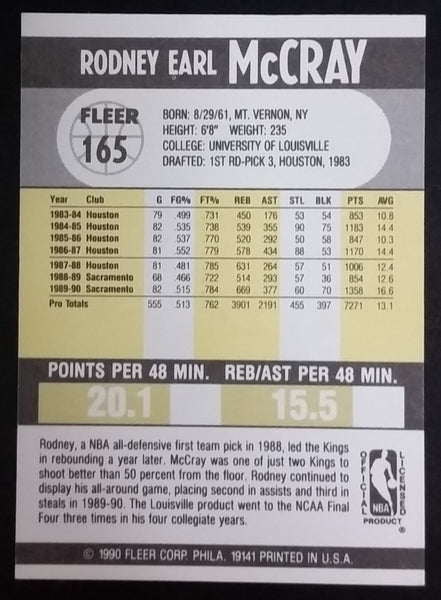 RODNEY EARL McCRAY
FLEER
165
BORN: 8/29/61, MT. VERNON, NY
HEIGHT: 6'8" WEIGHT: 235
COLLEGE: UNIVERSITY OF LOUISVILLE
DRAFTED: 1ST RD-PICK 3, HOUSTON, 1983
Year Club G FG% FT% REB AST STL BLK PTS AVG
1983-84 Houston 79 .499 731 450 176 53 54 853 10.8
1984-85 Houston 82 .535 738 539 355 90 75 1183 14.4
1985-86 Houston 82 .537 770 520 292 50 58 847 10.3
1986-87 Houston 81 .552 779 578 434 88 53 1170 14.4
1987-88 Houston 81 .481 785 631 264 57 51 1006 12.4
1988-89 Sacramento 68 .466 722 514 293 57 36 854 12.6
1989-90 Sacramento 82 .515 784 669 377 60 70 1358 16.6
Pro Totals 555 .513 762 3901 2191 455 397 7271 13.1
POINTS PER 48 MIN. REB/AST PER 48 MIN.
20.1 15.5
Rodney, a NBA all-defensive first team pick in 1988, led the Kings
in rebounding a year later. McCray was one of just two Kings to
shoot better than 50 percent from the floor. Rodney continued to
display his all-around game, placing second in assists and third in
steals in 1989-90. The Louisville product went to the NCAA Final
Four three times in his four collegiate years.
OFFICIAL
LICENSED
NBA
PRODUCT
®
© 1990 FLEER CORP. PHILA. 19141 PRINTED IN U.S.A.